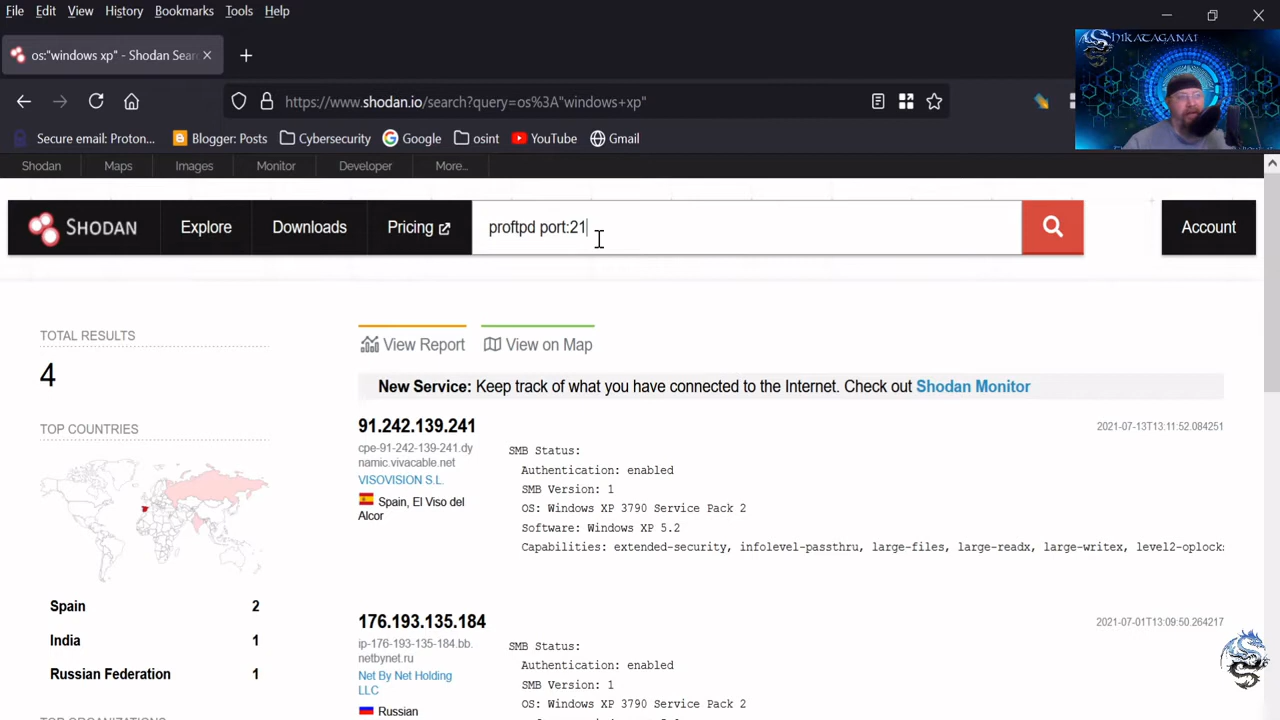 File Edit View History Bookmarks Tools Help
os:"windows xp" - Shodan Sear
https://www.shodan.io/search?query=os%3A"windows+xp"
SHIKATAGANAI
Secure email: Proton... Blogger: Posts Cybersecurity Google osint YouTube Gmail
Shodan Maps Images Monitor Developer More...
SHODAN Explore Downloads Pricing proftpd port:21 Account
TOTAL RESULTS
4
View Report View on Map
New Service: Keep track of what you have connected to the Internet. Check out Shodan Monitor
TOP COUNTRIES
91.242.139.241
2021-07-13T13:11:52.084251
cpe-91-242-139-241.dy
namic.vivacable.net
VISOVISION S.L.
Spain, El Viso del
Alcor
SMB Status:
Authentication: enabled
SMB Version: 1
OS: Windows XP 3790 Service Pack 2
Software: Windows XP 5.2
Capabilities: extended-security, infolevel-passthru, large-files, large-readx, large-writex, level2-oplock
Spain 2
India 1
Russian Federation 1
176.193.135.184
2021-07-01T13:09:50.264217
ip-176-193-135-184.bb.
netbynet.ru
Net By Net Holding
LLC
Russian
SMB Status:
Authentication: enabled
SMB Version: 1
OS: Windows XP 3790 Service Pack 2